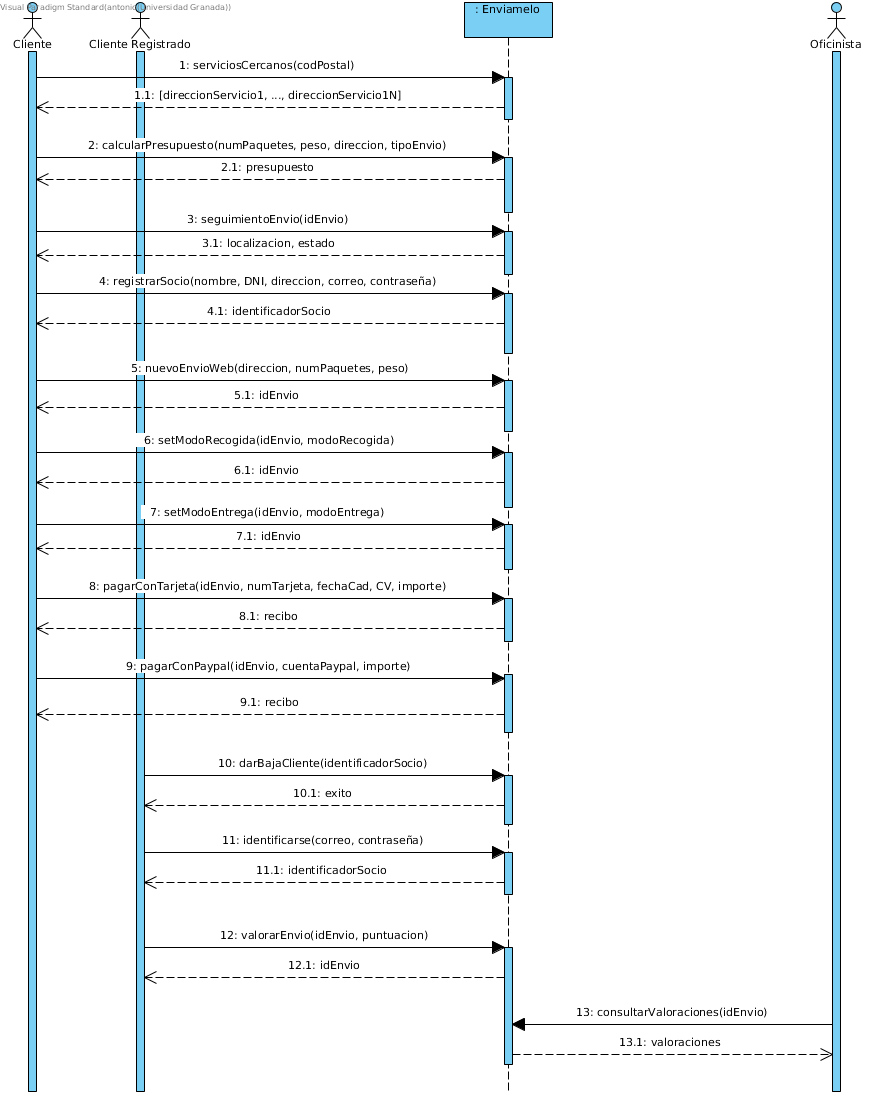 Visual Paradigm Standard(antonio(Universidad Granada))
: Enviamelo
Cliente
Cliente Registrado
Oficinista
1: serviciosCercanos(codPostal)
1.1: [direccionServicio1, ..., direccionServicio1N]
2: calcularPresupuesto(numPaquetes, peso, direccion, tipoEnvio)
2.1: presupuesto
3: seguimientoEnvio(idEnvio)
3.1: localizacion, estado
4: registrarSocio(nombre, DNI, direccion, correo, contraseña)
4.1: identificadorSocio
5: nuevoEnvioWeb(direccion, numPaquetes, peso)
5.1: idEnvio
6: setModoRecogida(idEnvio, modoRecogida)
6.1: idEnvio
7: setModoEntrega(idEnvio, modoEntrega)
7.1: idEnvio
8: pagarConTarjeta(idEnvio, numTarjeta, fechaCad, CV, importe)
8.1: recibo
9: pagarConPaypal(idEnvio, cuentaPaypal, importe)
9.1: recibo
10: darBajaCliente(identificadorSocio)
10.1: exito
11: identificarse(correo, contraseña)
11.1: identificadorSocio
12: valorarEnvio(idEnvio, puntuacion)
12.1: idEnvio
13: consultarValoraciones(idEnvio)
13.1: valoraciones